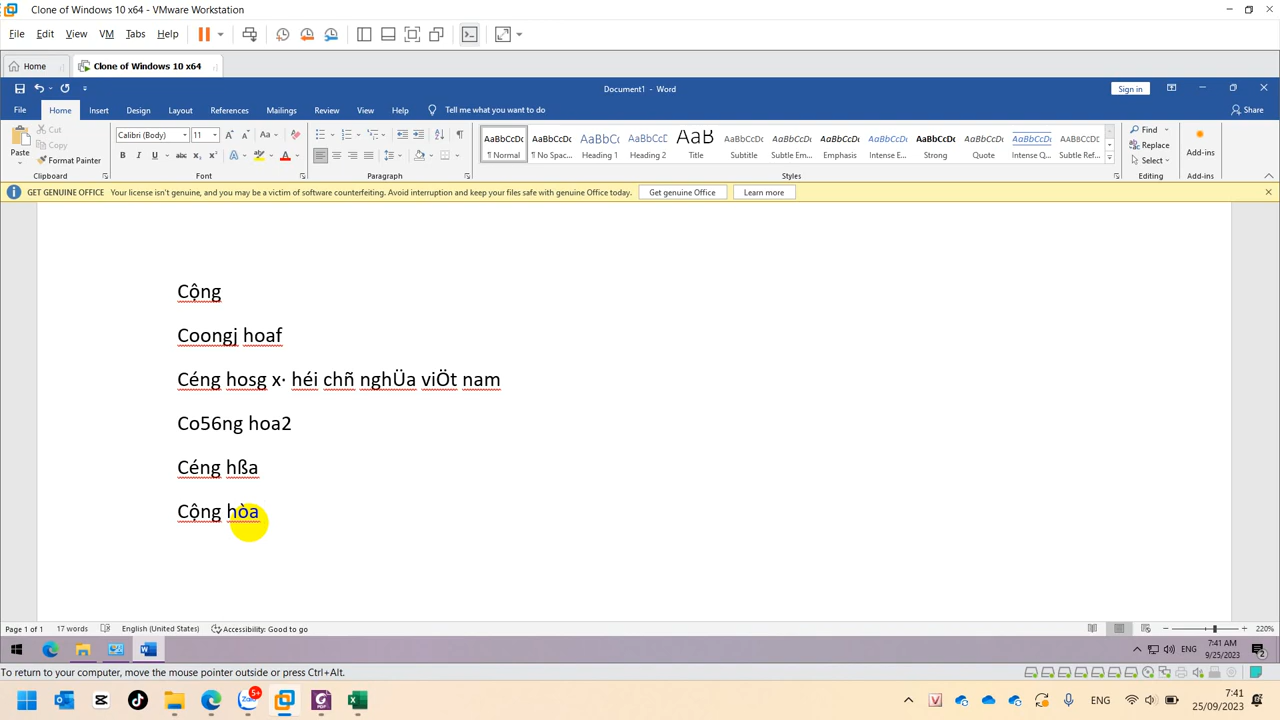 Clone of Windows 10 x64 - VMware Workstation
File Edit View VM Tabs Help
Home Clone of Windows 10 x64
Document1 - Word Sign in
File Home Insert Design Layout References Mailings Review View Help Tell me what you want to do Share
Paste Cut Copy Format Painter
Calibri (Body) 11
AaBbCcDc ¶ Normal
AaBbCcDc ¶ No Spac...
AaBbC Heading 1
AaBbCcD Heading 2
AaB Title
AaBbCcD Subtitle
AaBbCcDc Subtle Em...
AaBbCcDc Emphasis
AaBbCcDc Intense E...
AaBbCcDc Strong
AaBbCcDc Quote
AaBbCcDc Intense Q...
AABBCCDC Subtle Ref...
Find Replace Select
Add-ins
Clipboard Font Paragraph Styles Editing Add-ins
GET GENUINE OFFICE Your license isn't genuine, and you may be a victim of software counterfeiting. Avoid interruption and keep your files safe with genuine Office today. Get genuine Office Learn more
Cộng
Coongj hoaf
Céng hosg x· héi chñ nghÜa viÖt nam
Co56ng hoa2
Céng hßa
Cộng hòa
Page 1 of 1 17 words English (United States) Accessibility: Good to go 220%
ENG 7:41 AM
9/25/2023 2
To return to your computer, move the mouse pointer outside or press Ctrl+Alt.
Zalo 5+ PDF ENG 7:41
25/09/2023